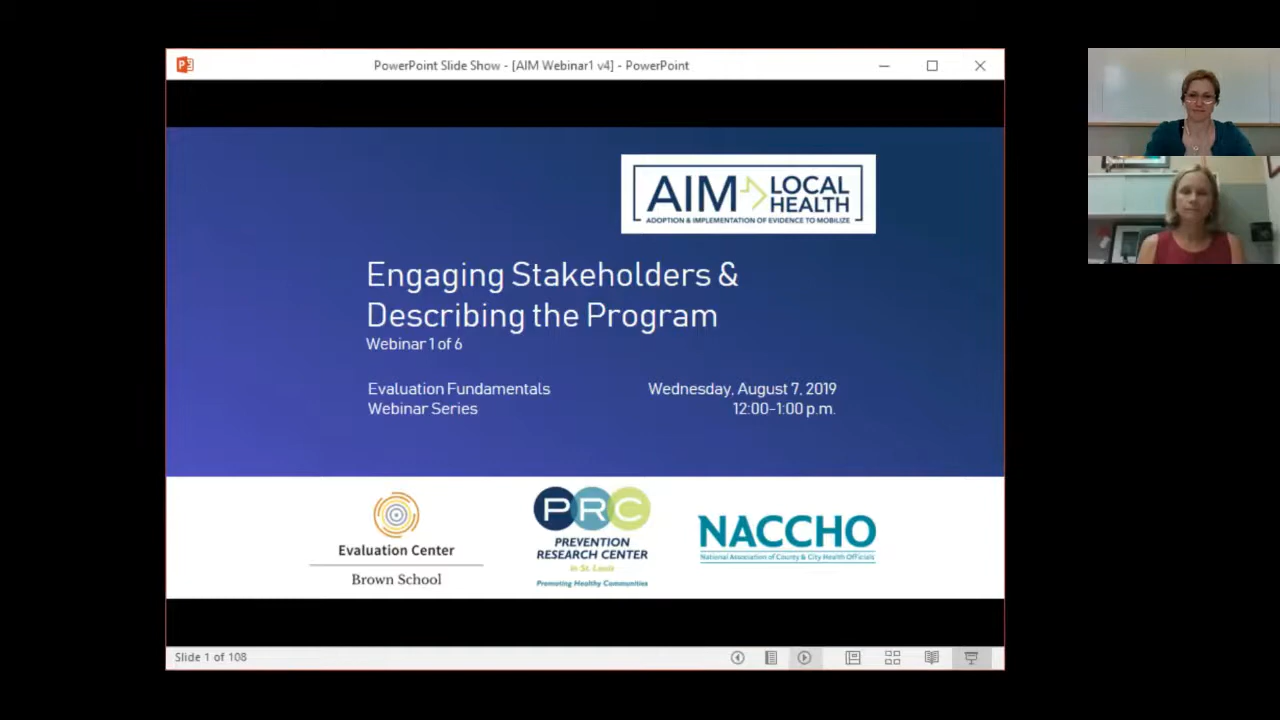 PowerPoint Slide Show - [AIM Webinar1 v4] - PowerPoint
AIM LOCAL HEALTH
ADOPTION & IMPLEMENTATION OF EVIDENCE TO MOBILIZE
Engaging Stakeholders &
Describing the Program
Webinar 1 of 6
Evaluation Fundamentals
Webinar Series
Wednesday, August 7, 2019
12:00-1:00 p.m.
Evaluation Center
Brown School
PRC
PREVENTION
RESEARCH CENTER
in St. Louis
Promoting Healthy Communities
NACCHO
National Association of County & City Health Officials
Slide 1 of 108